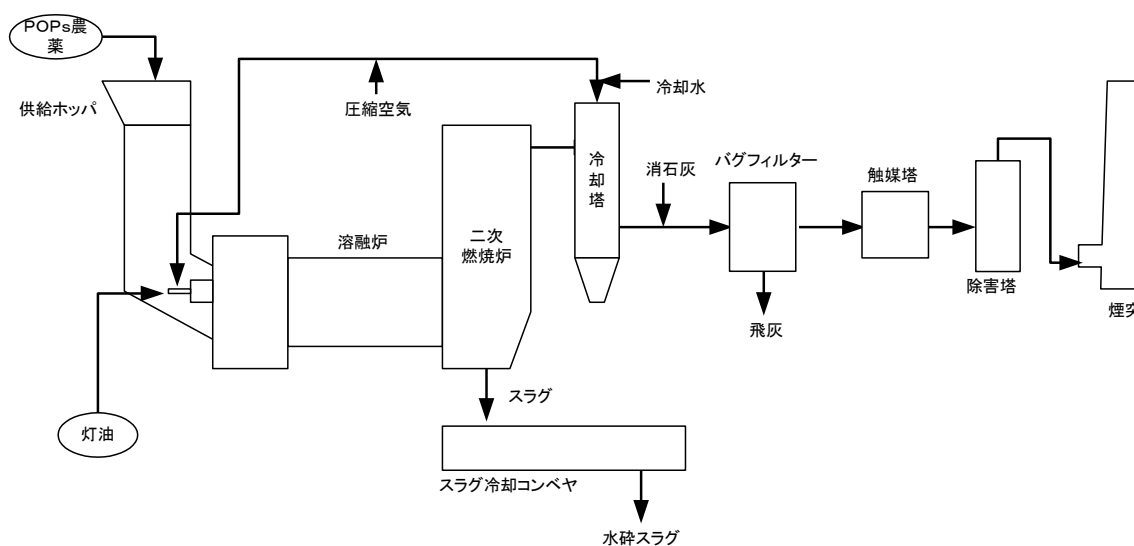 POPs農
薬
供給ホッパ
圧縮空気
冷却水
冷
却
塔
消石灰
バグフィルター
触媒塔
溶融炉
二次
燃焼炉
除害塔
煙突
飛灰
スラグ
灯油
スラグ冷却コンベヤ
水砕スラグ